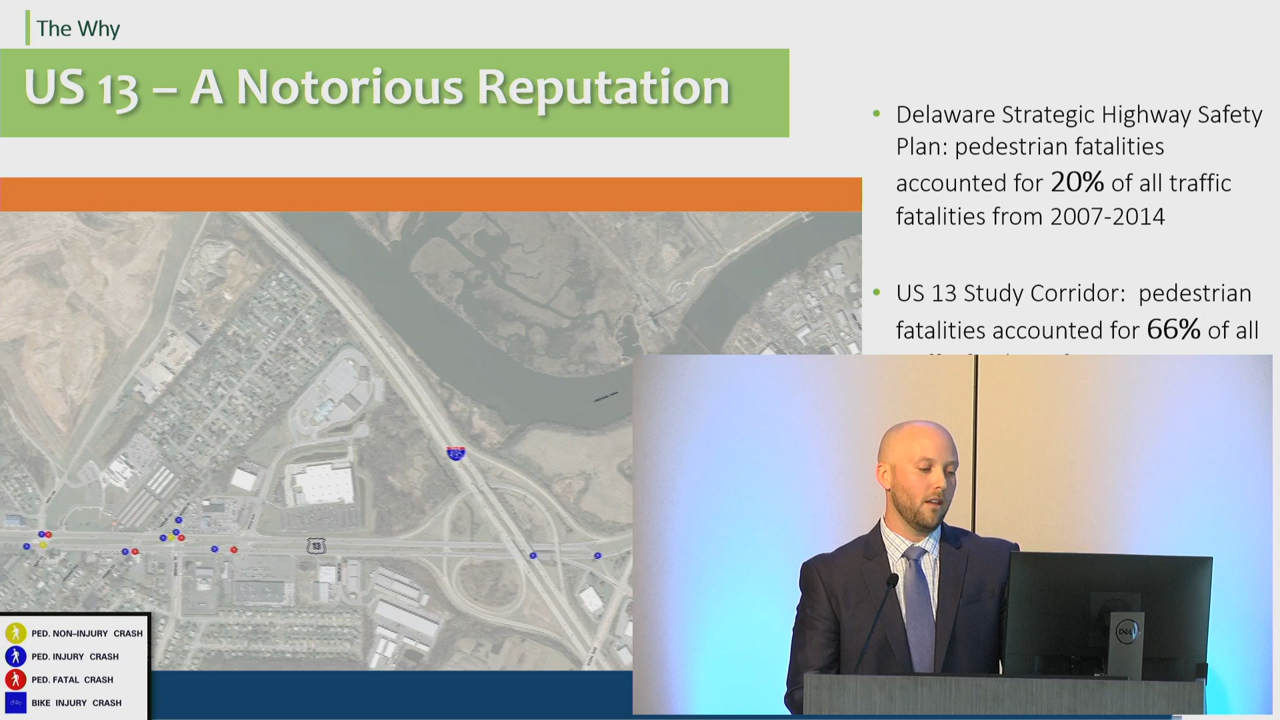 The Why
US 13 – A Notorious Reputation
• Delaware Strategic Highway Safety
Plan: pedestrian fatalities
accounted for 20% of all traffic
fatalities from 2007-2014
• US 13 Study Corridor: pedestrian
fatalities accounted for 66% of all
13
PED. NON-INJURY CRASH
PED. INJURY CRASH
PED. FATAL CRASH
BIKE INJURY CRASH
DELL